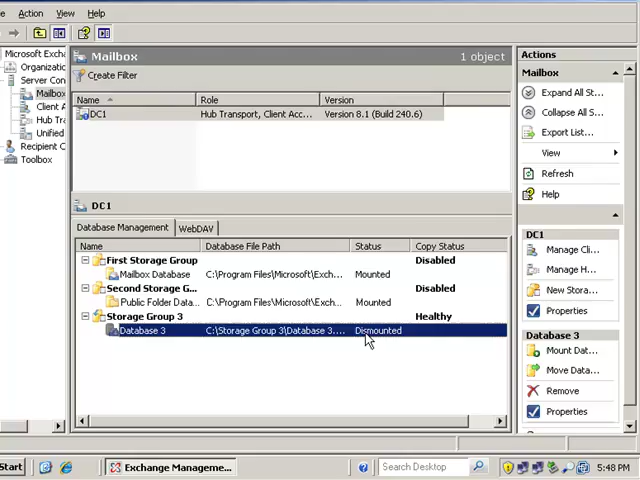 Action View Help
Microsoft Exc
Organizatio
Server Con
Mailbox
Client A
Hub Tra
Unified
Recipient C
Toolbox
Mailbox 1 object
Create Filter
Name Role Version
DC1 Hub Transport, Client Acc... Version 8.1 (Build 240.6)
DC1
Database Management WebDAV
Name Database File Path Status Copy Status
First Storage Group Disabled
Mailbox Database C:\Program Files\Microsoft\Exch... Mounted
Second Storage G... Disabled
Public Folder Data... C:\Program Files\Microsoft\Exch... Mounted
Storage Group 3 Healthy
Database 3 C:\Storage Group 3\Database 3.... Dismounted
Actions
Mailbox
Expand All St...
Collapse All S...
Export List...
View
Refresh
Help
DC1
Manage Cli...
Manage H...
New Stora...
Properties
Database 3
Mount Dat...
Move Data...
Remove
Properties
Start Exchange Manageme... Search Desktop 5:48 PM